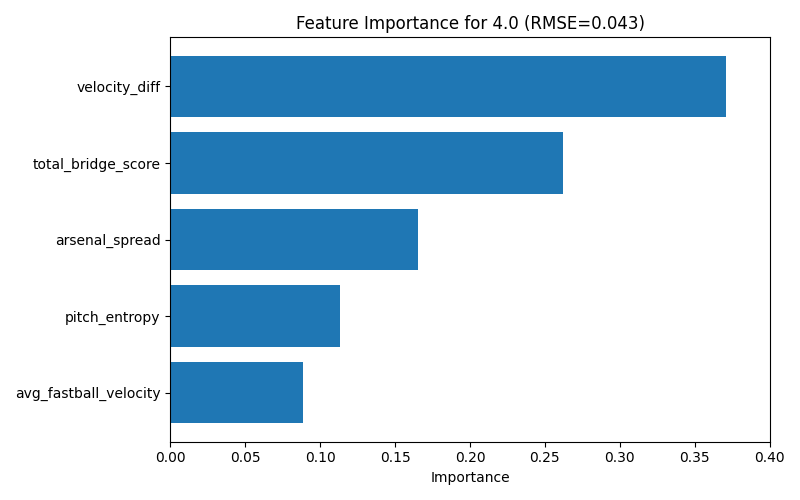 Feature Importance for 4.0 (RMSE=0.043)
velocity_diff
total_bridge_score
arsenal_spread
pitch_entropy
avg_fastball_velocity
0.00 0.05 0.10 0.15 0.20 0.25 0.30 0.35 0.40
Importance